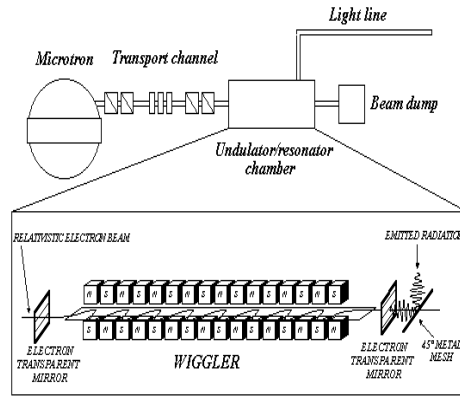 Light line
Microtron
Transport channel
Beam dump
Undulator/resonator
chamber
EMITTED RADIATION
RELATIVISTIC ELECTRON BEAM
N S N S N S N S N S N S N S
S N S N S N S N S N S N S N
ELECTRON
TRANSPARENT
MIRROR
WIGGLER
ELECTRON
TRANSPARENT
MIRROR
45° METAL
MESH